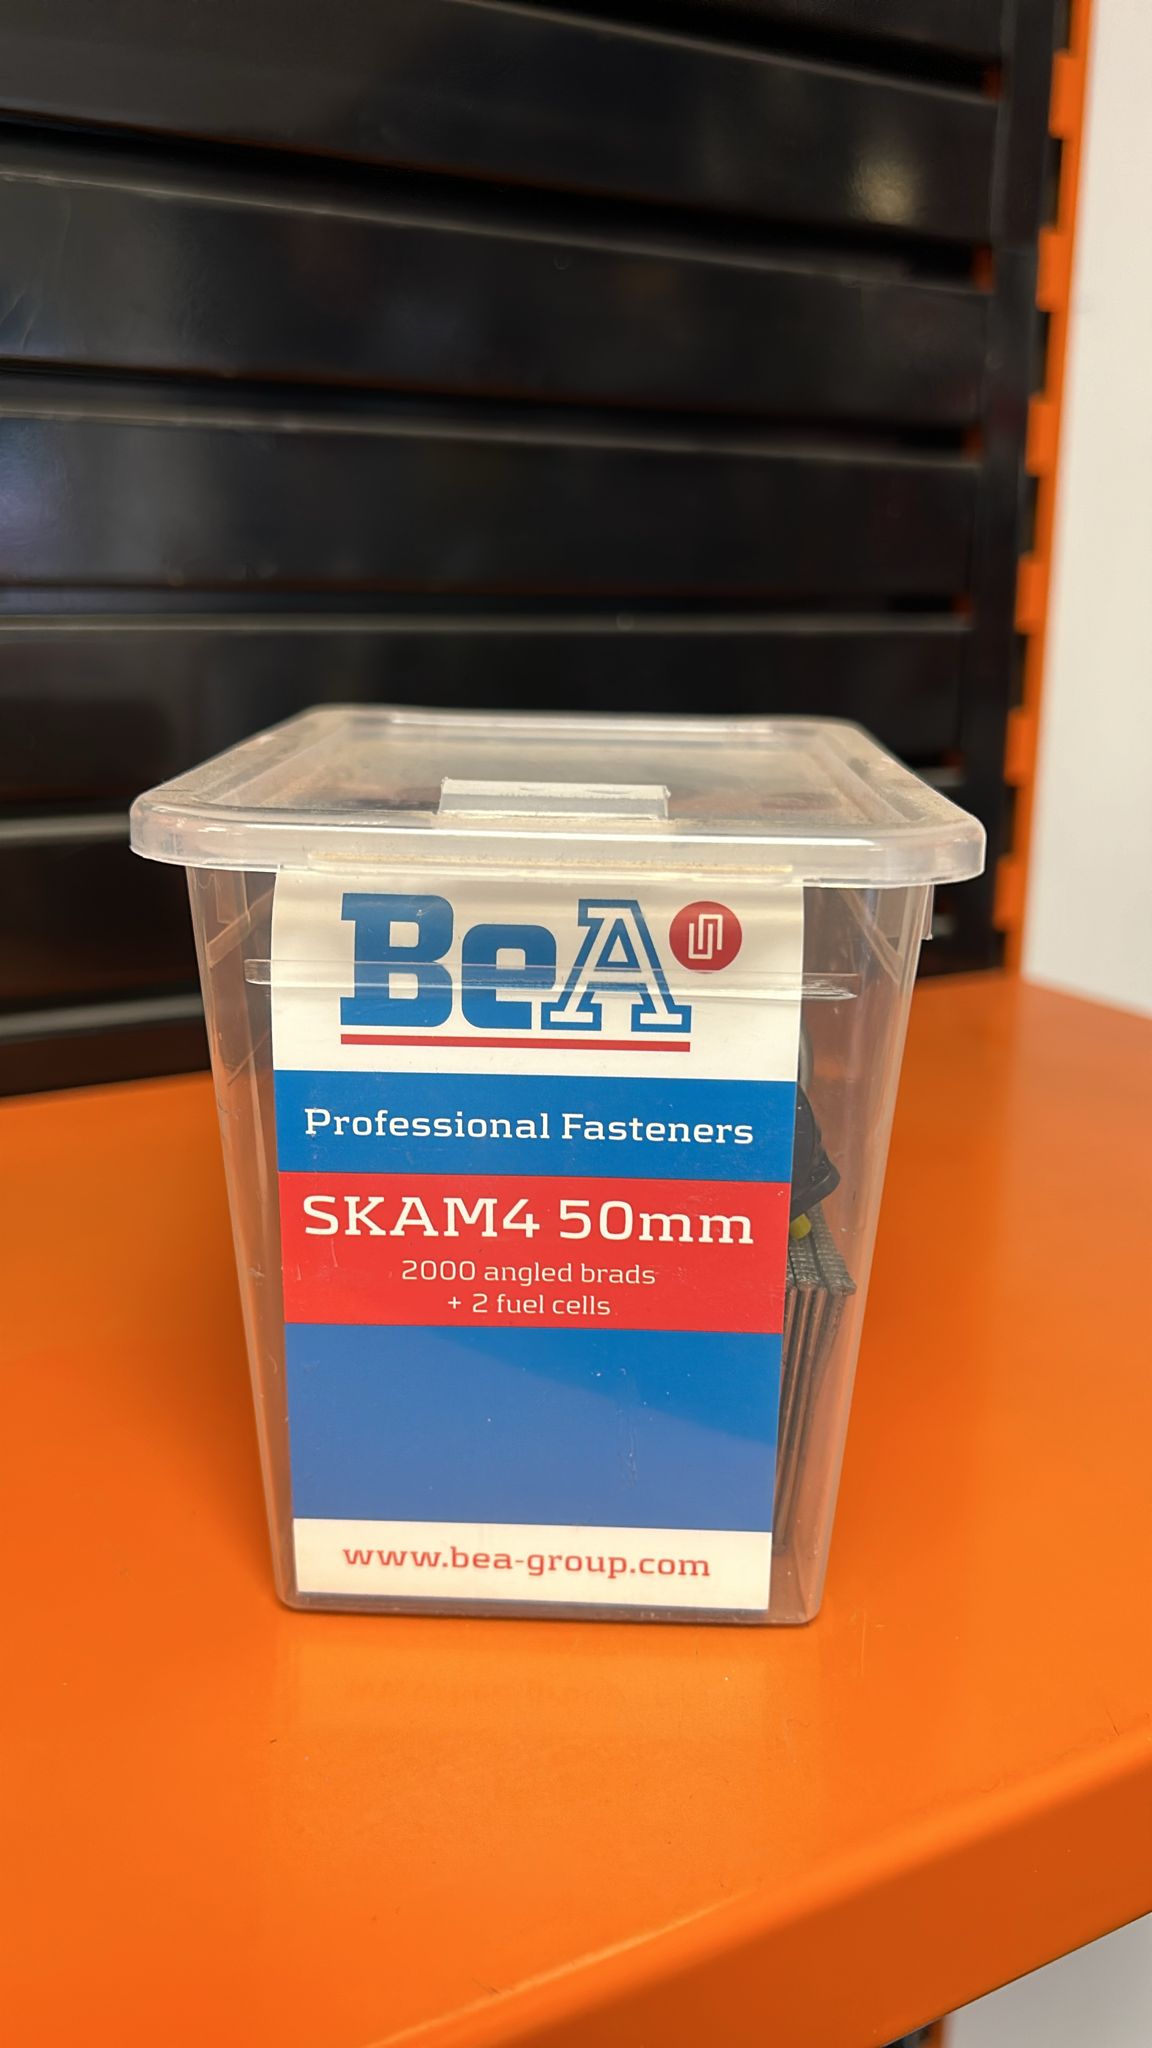 BeA
Professional Fasteners
SKAM4 50mm
2000 angled brads
+ 2 fuel cells
www.bea-group.com